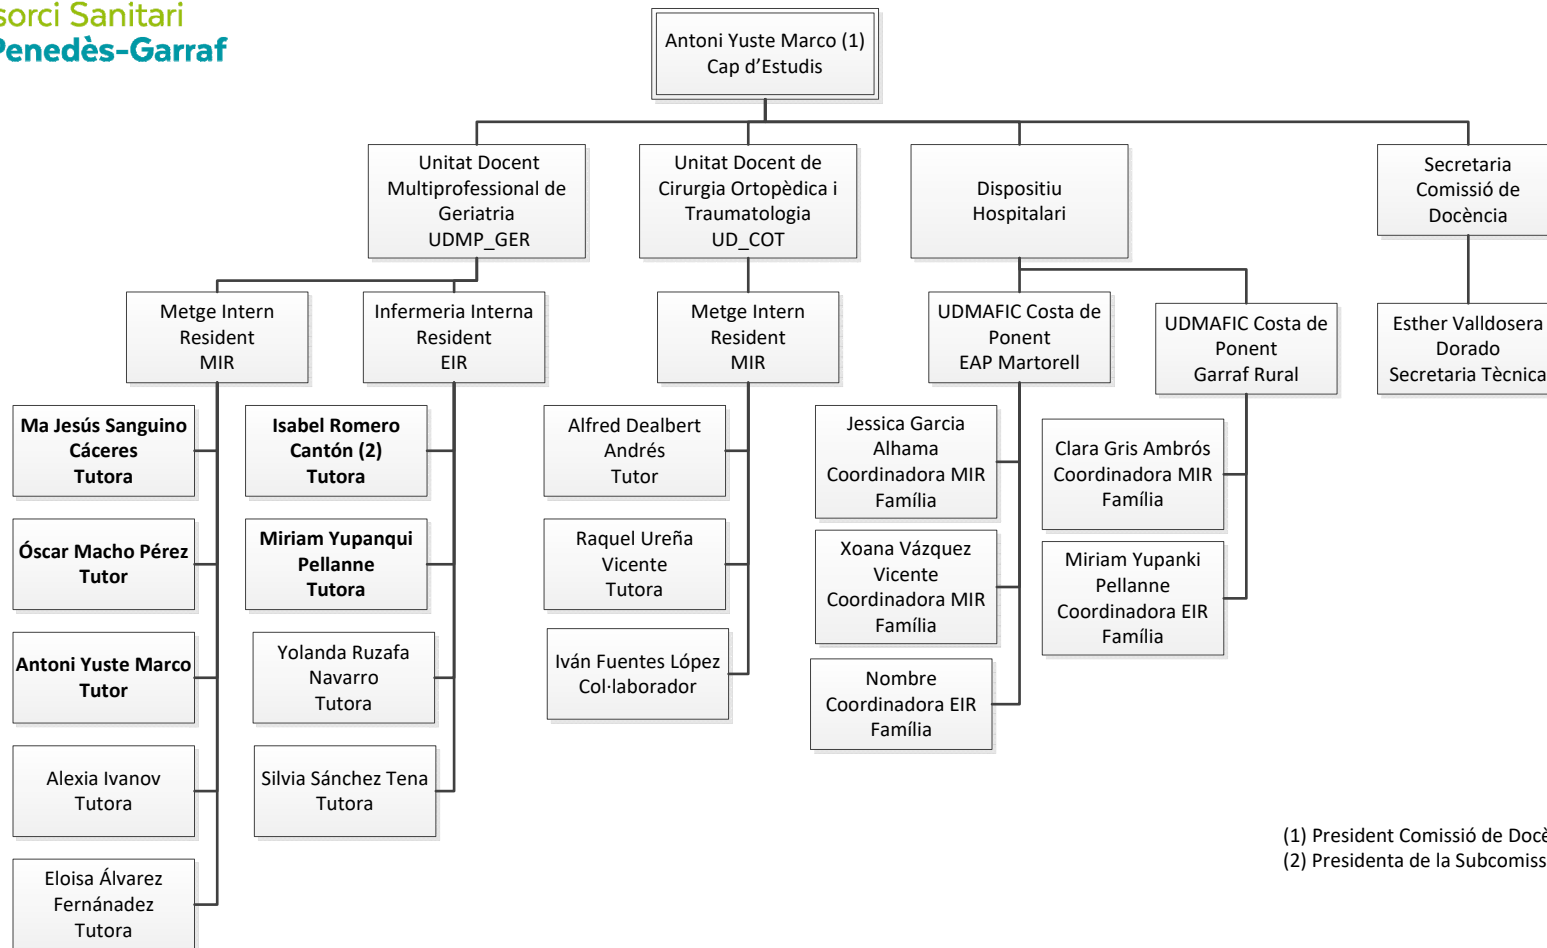 sorci Sanitari
Penedès-Garraf
Antoni Yuste Marco (1)
Cap d’Estudis
Unitat Docent
Multiprofessional de
Geriatria
UDMP_GER
Unitat Docent de
Cirurgia Ortopèdica i
Traumatologia
UD_COT
Dispositiu
Hospitalari
Secretaria
Comissió de
Docència
Metge Intern
Resident
MIR
Infermeria Interna
Resident
EIR
Metge Intern
Resident
MIR
UDMAFIC Costa de
Ponent
EAP Martorell
UDMAFIC Costa de
Ponent
Garraf Rural
Esther Valldosera
Dorado
Secretaria Tècnica
Ma Jesús Sanguino
Cáceres
Tutora
Óscar Macho Pérez
Tutor
Antoni Yuste Marco
Tutor
Alexia Ivanov
Tutora
Eloisa Álvarez
Fernánadez
Tutora
Isabel Romero
Cantón (2)
Tutora
Miriam Yupanqui
Pellanne
Tutora
Yolanda Ruzafa
Navarro
Tutora
Silvia Sánchez Tena
Tutora
Alfred Dealbert
Andrés
Tutor
Raquel Ureña
Vicente
Tutora
Iván Fuentes López
Col·laborador
Jessica Garcia
Alhama
Coordinadora MIR
Família
Xoana Vázquez
Vicente
Coordinadora MIR
Família
Nombre
Coordinadora EIR
Família
Clara Gris Ambrós
Coordinadora MIR
Família
Miriam Yupanki
Pellanne
Coordinadora EIR
Família
(1) President Comissió de Docè
(2) Presidenta de la Subcomiss